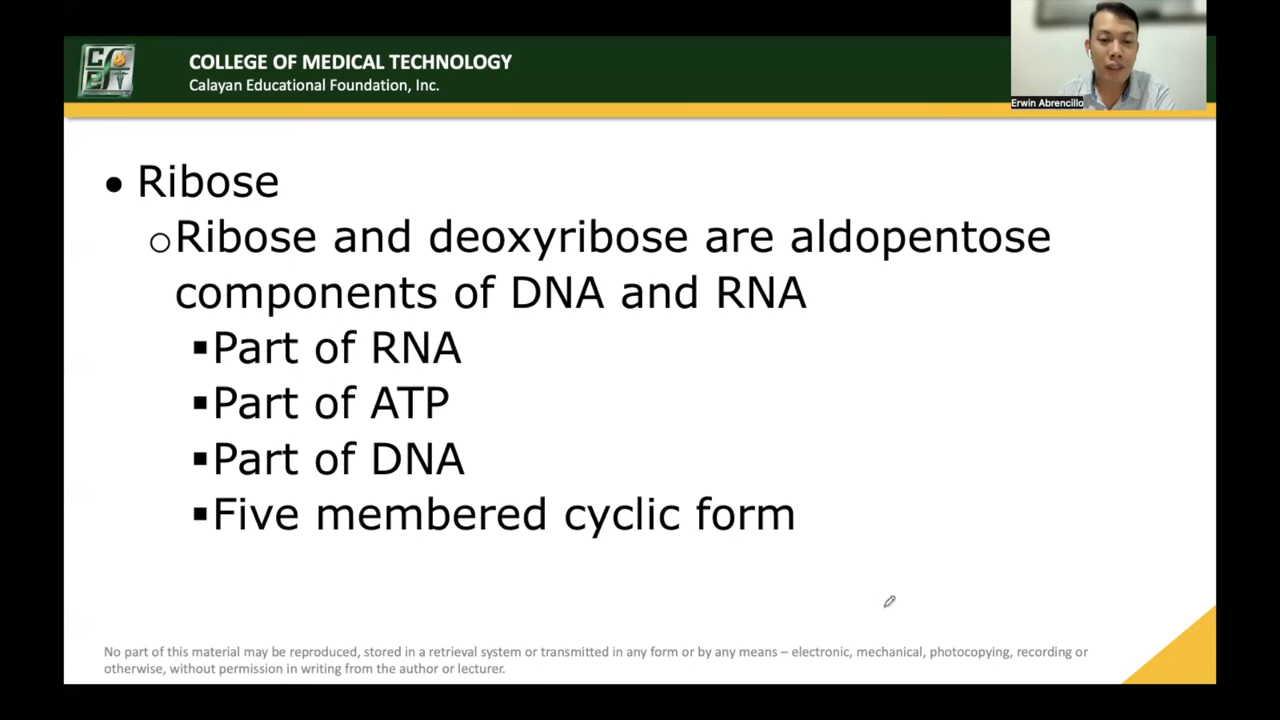 COLLEGE OF MEDICAL TECHNOLOGY
Calayan Educational Foundation, Inc.
Erwin Abrencillo
• Ribose
○Ribose and deoxyribose are aldopentose
components of DNA and RNA
▪Part of RNA
▪Part of ATP
▪Part of DNA
▪Five membered cyclic form
No part of this material may be reproduced, stored in a retrieval system or transmitted in any form or by any means – electronic, mechanical, photocopying, recording or
otherwise, without permission in writing from the author or lecturer.